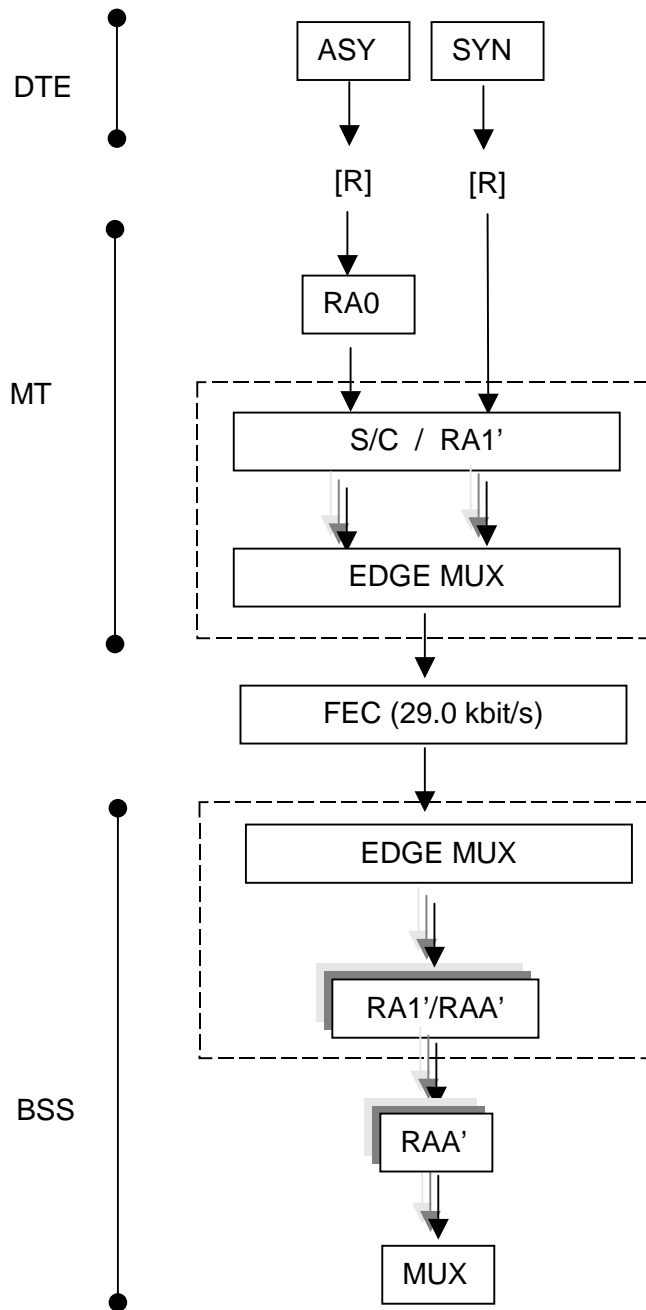 ASY SYN
DTE
[R] [R]
RA0
MT
S/C / RA1’
EDGE MUX
FEC (29.0 kbit/s)
EDGE MUX
RA1’/RAA’
BSS
RAA’
MUX